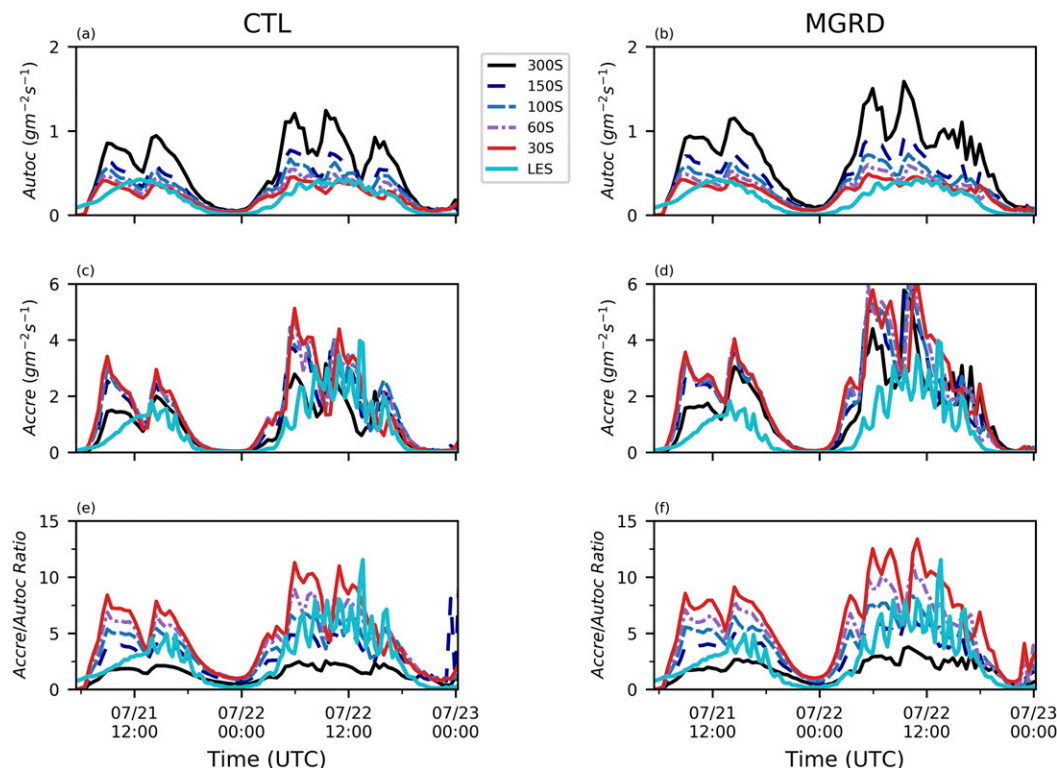 CTL
MGRD
(a)
(b)
2
1
0
Autoc (gm⁻²s⁻¹)
300S
150S
100S
60S
30S
LES
2
1
0
Autoc (gm⁻²s⁻¹)
(c)
(d)
6
4
2
0
Accre (gm⁻²s⁻¹)
6
4
2
0
Accre (gm⁻²s⁻¹)
(e)
(f)
15
10
5
0
Accre/Autoc Ratio
15
10
5
0
Accre/Autoc Ratio
07/21 07/22 07/22 07/23
12:00 00:00 12:00 00:00
Time (UTC)
07/21 07/22 07/22 07/23
12:00 00:00 12:00 00:00
Time (UTC)